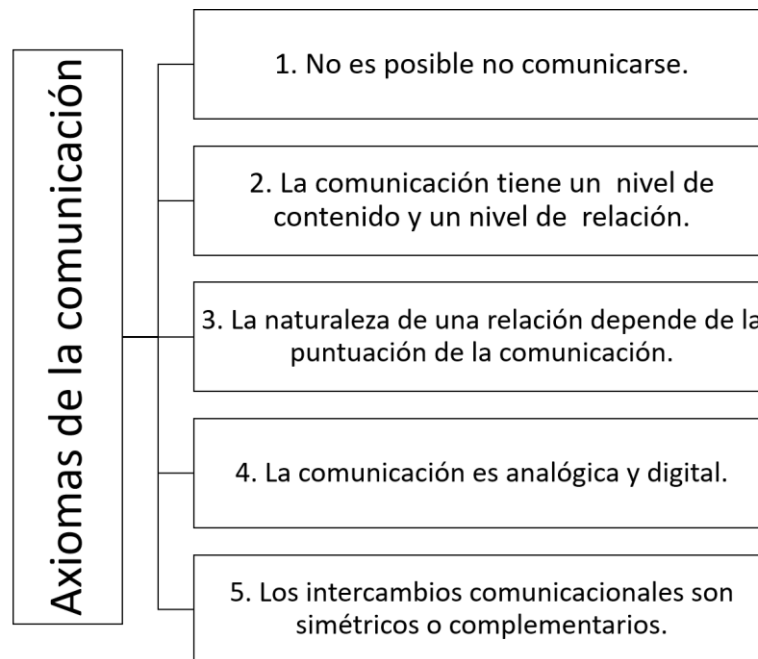 Axiomas de la comunicación
1. No es posible no comunicarse.
2. La comunicación tiene un nivel de
contenido y un nivel de relación.
3. La naturaleza de una relación depende de la
puntuación de la comunicación.
4. La comunicación es analógica y digital.
5. Los intercambios comunicacionales son
simétricos o complementarios.